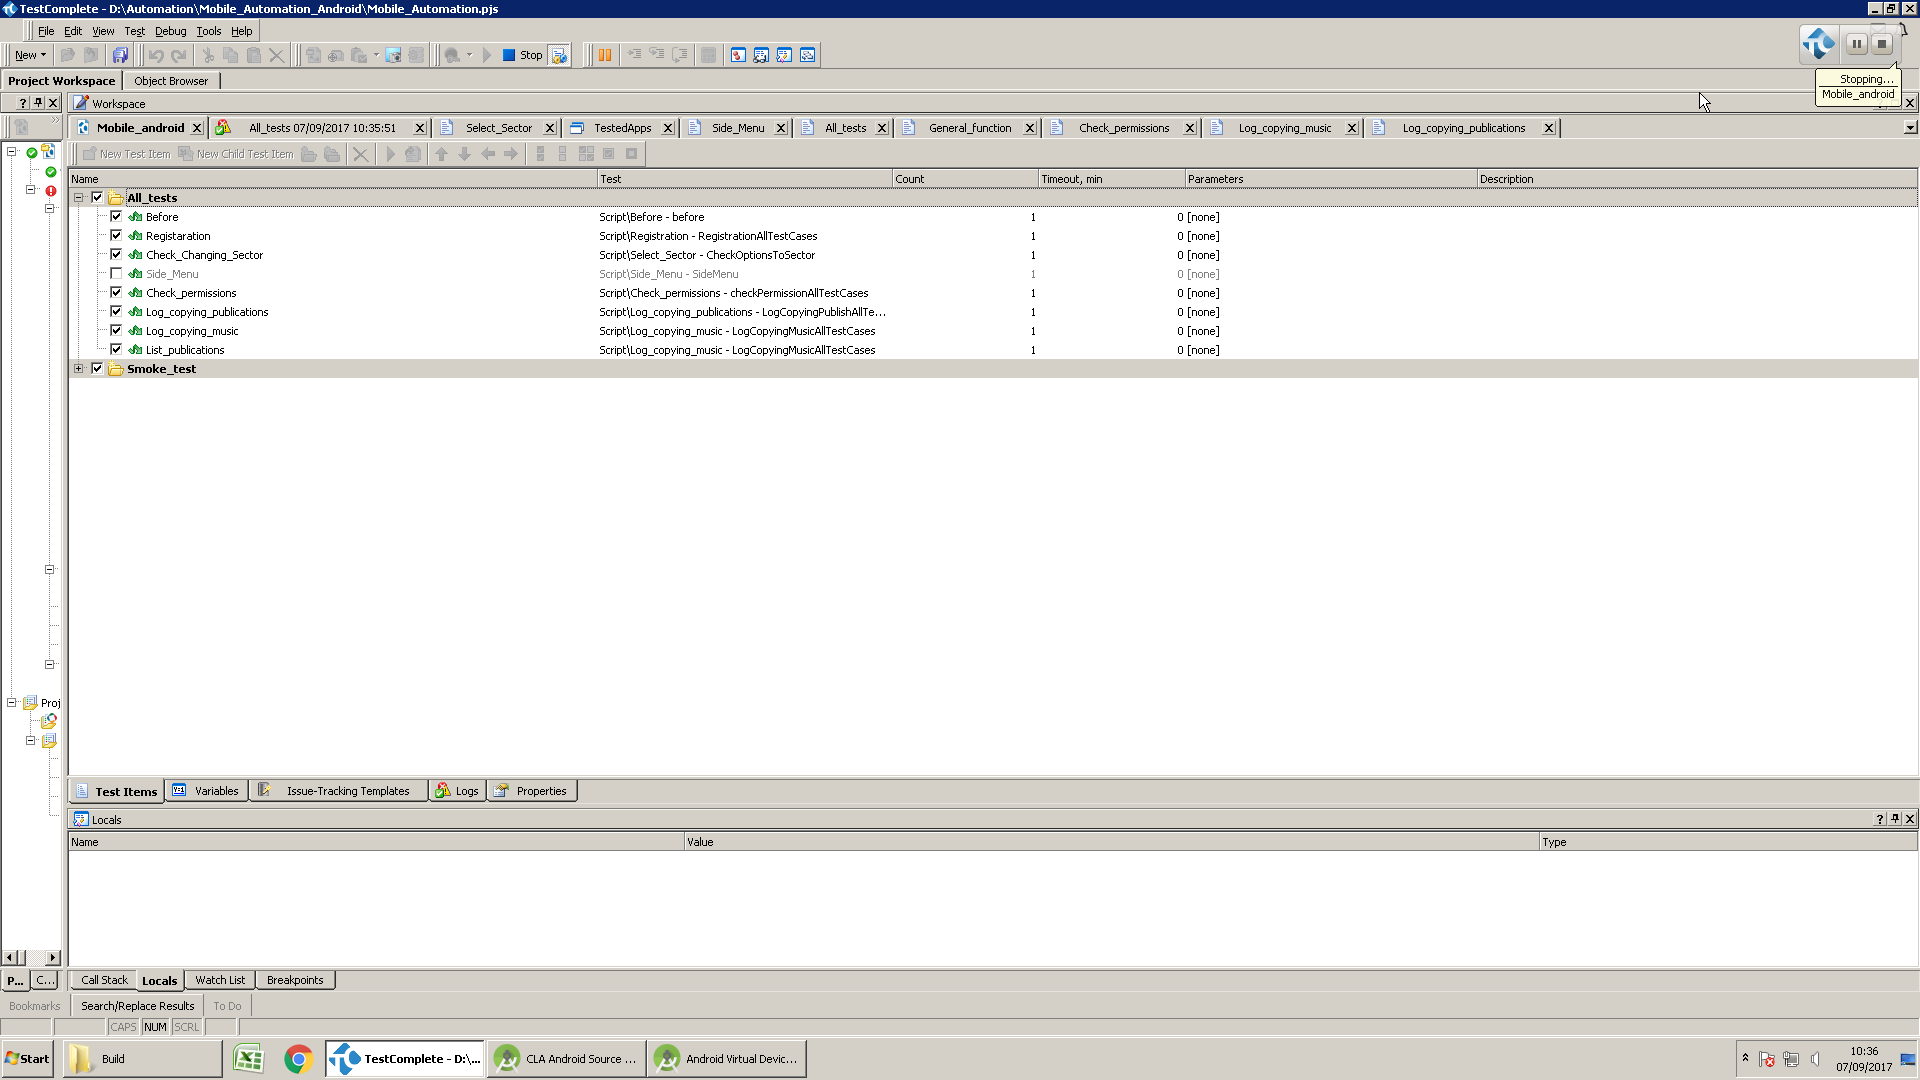 TestComplete - D:\Automation\Mobile_Automation_Android\Mobile_Automation.pjs
File Edit View Test Debug Tools Help
New Stop
Stopping...
Mobile_android
Project Workspace Object Browser
Workspace
Mobile_android All_tests 07/09/2017 10:35:51 Select_Sector TestedApps Side_Menu All_tests General_function Check_permissions Log_copying_music Log_copying_publications
New Test Item New Child Test Item
Name Test Count Timeout, min Parameters Description
All_tests
Before Script\Before - before 1 0 [none]
Registaration Script\Registration - RegistrationAllTestCases 1 0 [none]
Check_Changing_Sector Script\Select_Sector - CheckOptionsToSector 1 0 [none]
Side_Menu Script\Side_Menu - SideMenu 1 0 [none]
Check_permissions Script\Check_permissions - checkPermissionAllTestCases 1 0 [none]
Log_copying_publications Script\Log_copying_publications - LogCopyingPublishAllTe... 1 0 [none]
Log_copying_music Script\Log_copying_music - LogCopyingMusicAllTestCases 1 0 [none]
List_publications Script\Log_copying_music - LogCopyingMusicAllTestCases 1 0 [none]
Smoke_test
Proj
Test Items Variables Issue-Tracking Templates Logs Properties
Locals
Name Value Type
P... C... Call Stack Locals Watch List Breakpoints
Bookmarks Search/Replace Results To Do
CAPS NUM SCRL
Start Build TestComplete - D:\... CLA Android Source ... Android Virtual Devic... 10:36
07/09/2017